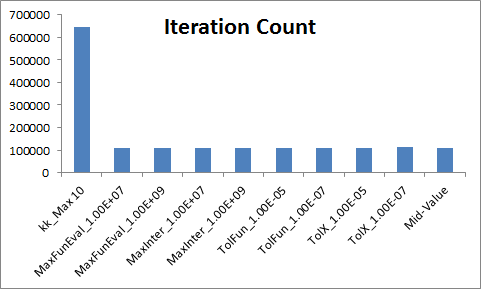 Iteration Count
700000
600000
500000
400000
300000
200000
100000
0
kk_Max 10
MaxFunEval_1.00E+07
MaxFunEval_1.00E+09
MaxInter_1.00E+07
MaxInter_1.00E+09
TolFun_1.00E-05
TolFun_1.00E-07
TolX_1.00E-05
TolX_1.00E-07
Mid-Value